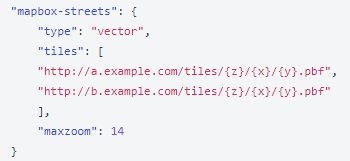 "mapbox-streets": {
"type": "vector",
"tiles": [
"http://a.example.com/tiles/{z}/{x}/{y}.pbf",
"http://b.example.com/tiles/{z}/{x}/{y}.pbf"
],
"maxzoom": 14
}